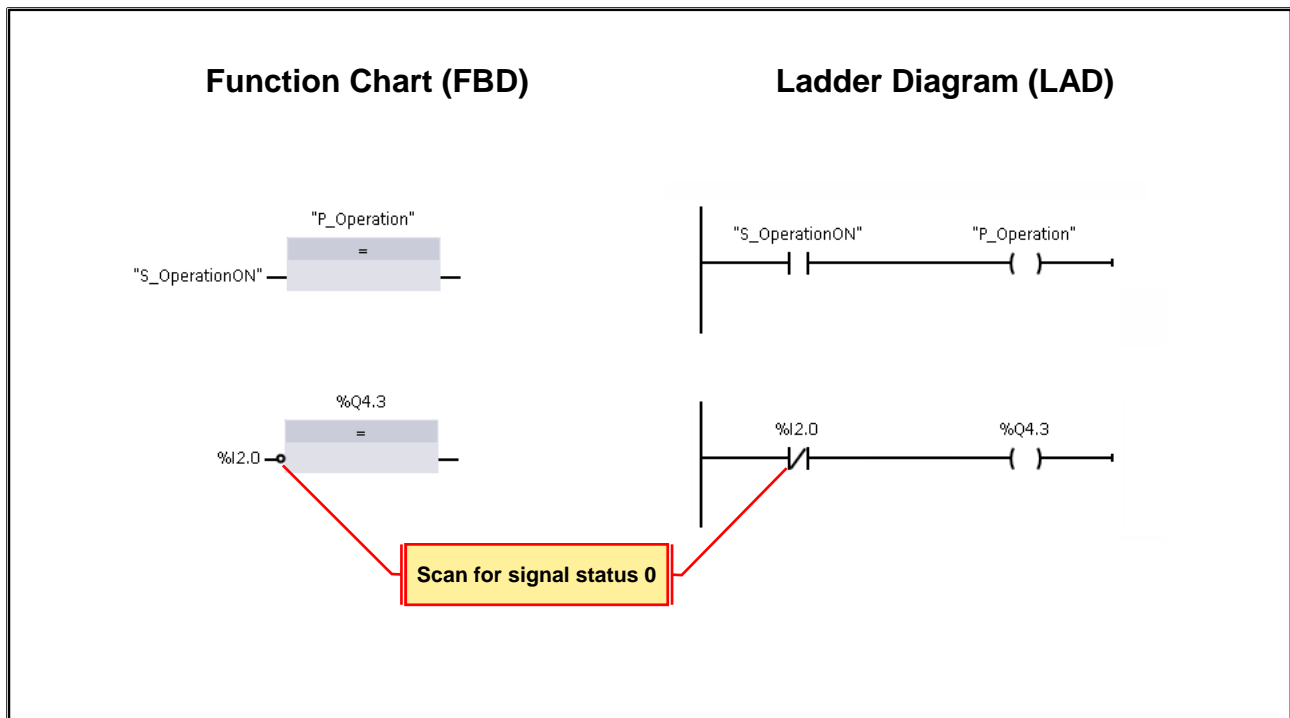 Function Chart (FBD)
Ladder Diagram (LAD)
"P_Operation"
=
"S_OperationON"
"S_OperationON"
"P_Operation"
%Q4.3
=
%I2.0
%I2.0
%Q4.3
Scan for signal status 0